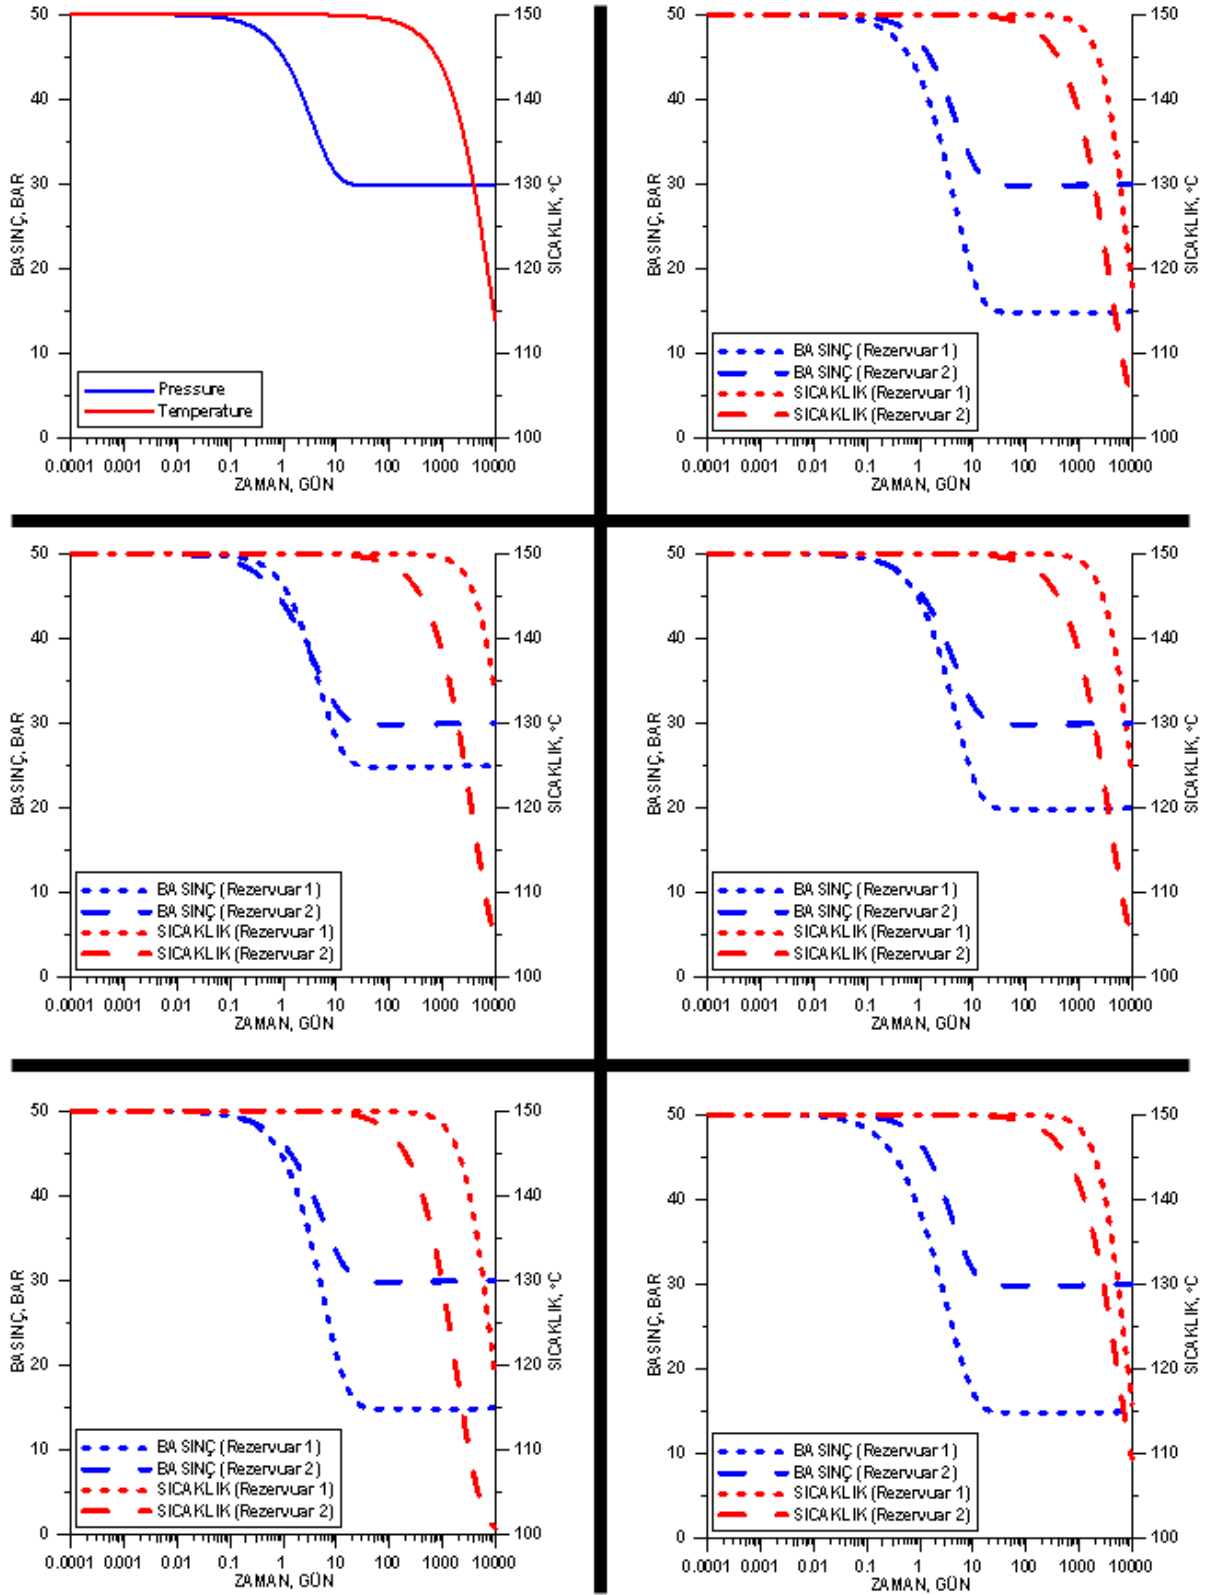 50
40
30
20
10
0
BASINÇ, BAR
150
140
130
120
110
100
SICAKLIK, °C
Pressure
Temperature
0.0001 0.001 0.01 0.1 1 10 100 1000 10000
ZAMAN, GÜN
50
40
30
20
10
0
BASINÇ, BAR
150
140
130
120
110
100
SICAKLIK, °C
BASINÇ (Rezervuar 1)
BASINÇ (Rezervuar 2)
SICAKLIK (Rezervuar 1)
SICAKLIK (Rezervuar 2)
0.0001 0.001 0.01 0.1 1 10 100 1000 10000
ZAMAN, GÜN
50
40
30
20
10
0
BASINÇ, BAR
150
140
130
120
110
100
SICAKLIK, °C
BASINÇ (Rezervuar 1)
BASINÇ (Rezervuar 2)
SICAKLIK (Rezervuar 1)
SICAKLIK (Rezervuar 2)
0.0001 0.001 0.01 0.1 1 10 100 1000 10000
ZAMAN, GÜN
50
40
30
20
10
0
BASINÇ, BAR
150
140
130
120
110
100
SICAKLIK, °C
BASINÇ (Rezervuar 1)
BASINÇ (Rezervuar 2)
SICAKLIK (Rezervuar 1)
SICAKLIK (Rezervuar 2)
0.0001 0.001 0.01 0.1 1 10 100 1000 10000
ZAMAN, GÜN
50
40
30
20
10
0
BASINÇ, BAR
150
140
130
120
110
100
SICAKLIK, °C
BASINÇ (Rezervuar 1)
BASINÇ (Rezervuar 2)
SICAKLIK (Rezervuar 1)
SICAKLIK (Rezervuar 2)
0.0001 0.001 0.01 0.1 1 10 100 1000 10000
ZAMAN, GÜN
50
40
30
20
10
0
BASINÇ, BAR
150
140
130
120
110
100
SICAKLIK, °C
BASINÇ (Rezervuar 1)
BASINÇ (Rezervuar 2)
SICAKLIK (Rezervuar 1)
SICAKLIK (Rezervuar 2)
0.0001 0.001 0.01 0.1 1 10 100 1000 10000
ZAMAN, GÜN